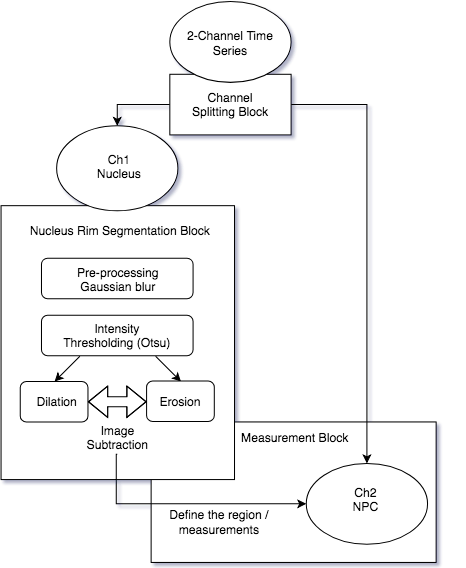 2-Channel Time
Series
Channel
Splitting Block
Ch1
Nucleus
Nucleus Rim Segmentation Block
Pre-processing
Gaussian blur
Intensity
Thresholding (Otsu)
Dilation
Erosion
Image
Subtraction
Measurement Block
Ch2
NPC
Define the region /
measurements